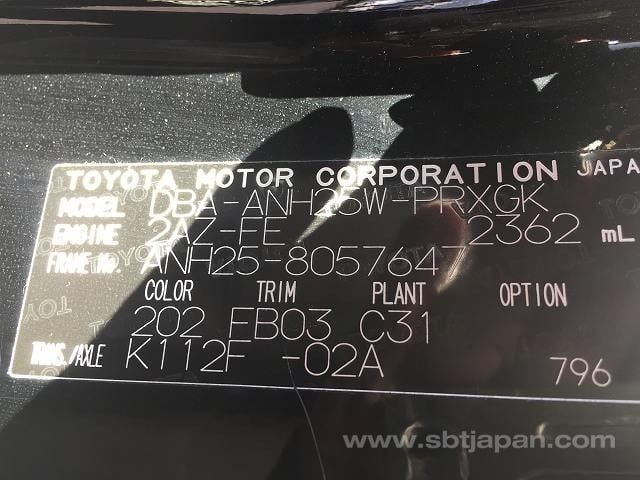 TOYOTA MOTOR CORPORATION JAPA
MODEL DBA-ANH25W-PRXGK
ENGINE 2AZ-FE 2362 mL
FRAME NO. ANH25-805764
COLOR TRIM PLANT OPTION
202 FB03 C31
TRANS./AXLE K112F -02A
796
www.sbtjapan.com